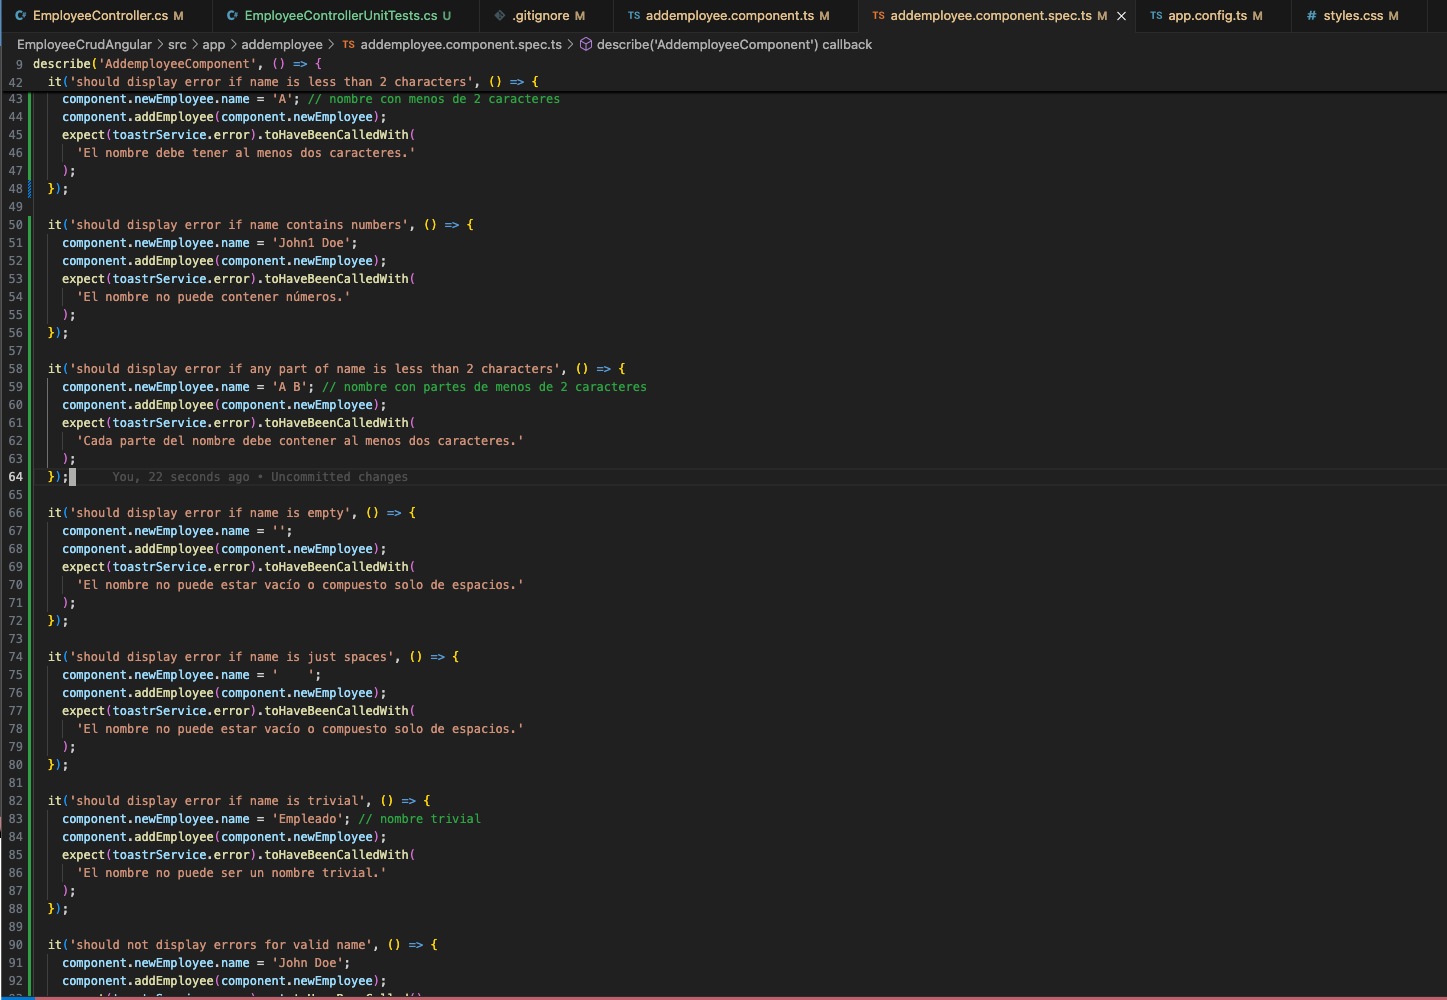 EmployeeController.cs M
EmployeeControllerUnitTests.cs U
.gitignore M
TS addemployee.component.ts M
TS addemployee.component.spec.ts M
TS app.config.ts M
# styles.css M
EmployeeCrudAngular > src > app > addemployee > TS addemployee.component.spec.ts > describe('AddemployeeComponent') callback
9 describe('AddemployeeComponent', () => {
42 it('should display error if name is less than 2 characters', () => {
43 component.newEmployee.name = 'A'; // nombre con menos de 2 caracteres
44 component.addEmployee(component.newEmployee);
45 expect(toastrService.error).toHaveBeenCalledWith(
46 'El nombre debe tener al menos dos caracteres.'
47 );
48 });
49
50 it('should display error if name contains numbers', () => {
51 component.newEmployee.name = 'John1 Doe';
52 component.addEmployee(component.newEmployee);
53 expect(toastrService.error).toHaveBeenCalledWith(
54 'El nombre no puede contener números.'
55 );
56 });
57
58 it('should display error if any part of name is less than 2 characters', () => {
59 component.newEmployee.name = 'A B'; // nombre con partes de menos de 2 caracteres
60 component.addEmployee(component.newEmployee);
61 expect(toastrService.error).toHaveBeenCalledWith(
62 'Cada parte del nombre debe contener al menos dos caracteres.'
63 );
64 }); You, 22 seconds ago • Uncommitted changes
65
66 it('should display error if name is empty', () => {
67 component.newEmployee.name = '';
68 component.addEmployee(component.newEmployee);
69 expect(toastrService.error).toHaveBeenCalledWith(
70 'El nombre no puede estar vacío o compuesto solo de espacios.'
71 );
72 });
73
74 it('should display error if name is just spaces', () => {
75 component.newEmployee.name = '    ';
76 component.addEmployee(component.newEmployee);
77 expect(toastrService.error).toHaveBeenCalledWith(
78 'El nombre no puede estar vacío o compuesto solo de espacios.'
79 );
80 });
81
82 it('should display error if name is trivial', () => {
83 component.newEmployee.name = 'Empleado'; // nombre trivial
84 component.addEmployee(component.newEmployee);
85 expect(toastrService.error).toHaveBeenCalledWith(
86 'El nombre no puede ser un nombre trivial.'
87 );
88 });
89
90 it('should not display errors for valid name', () => {
91 component.newEmployee.name = 'John Doe';
92 component.addEmployee(component.newEmployee);